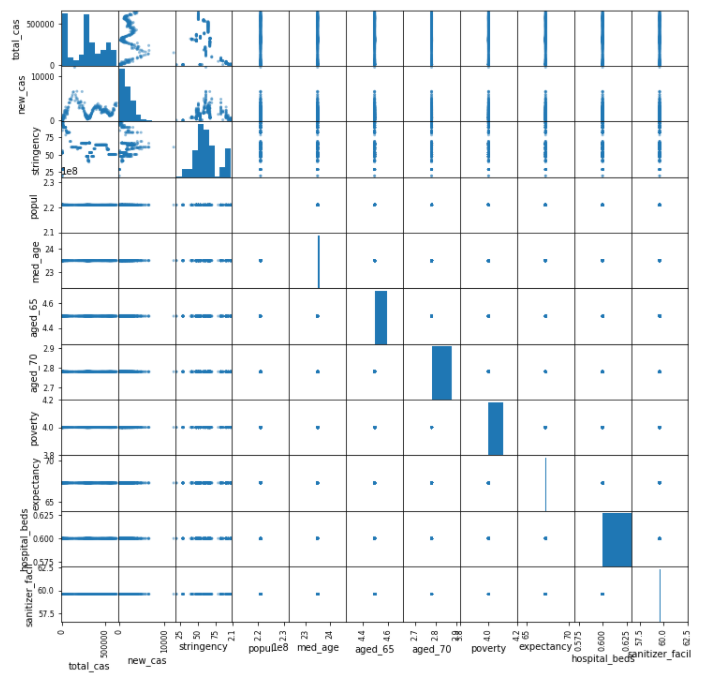 total_cas
500000
0
new_cas
10000
0
stringency
75
50
25
1e8
popul
2.3
2.2
2.1
med_age
24
23
aged_65
4.6
4.4
aged_70
2.9
2.8
2.7
poverty
4.2
4.0
3.8
expectancy
70
65
hospital_beds
0.625
0.600
0.575
sanitizer_facil
62.5
60.0
57.5
0 500000
total_cas
0 10000
new_cas
25 50 75
stringency
2.1 2.2 2.3
popul
1e8
23 24
med_age
4.4 4.6
aged_65
2.7 2.8 2.9
aged_70
3.8 4.0 4.2
poverty
65 70
expectancy
0.575 0.600 0.625
hospital_beds
57.5 60.0 62.5
sanitizer_facil